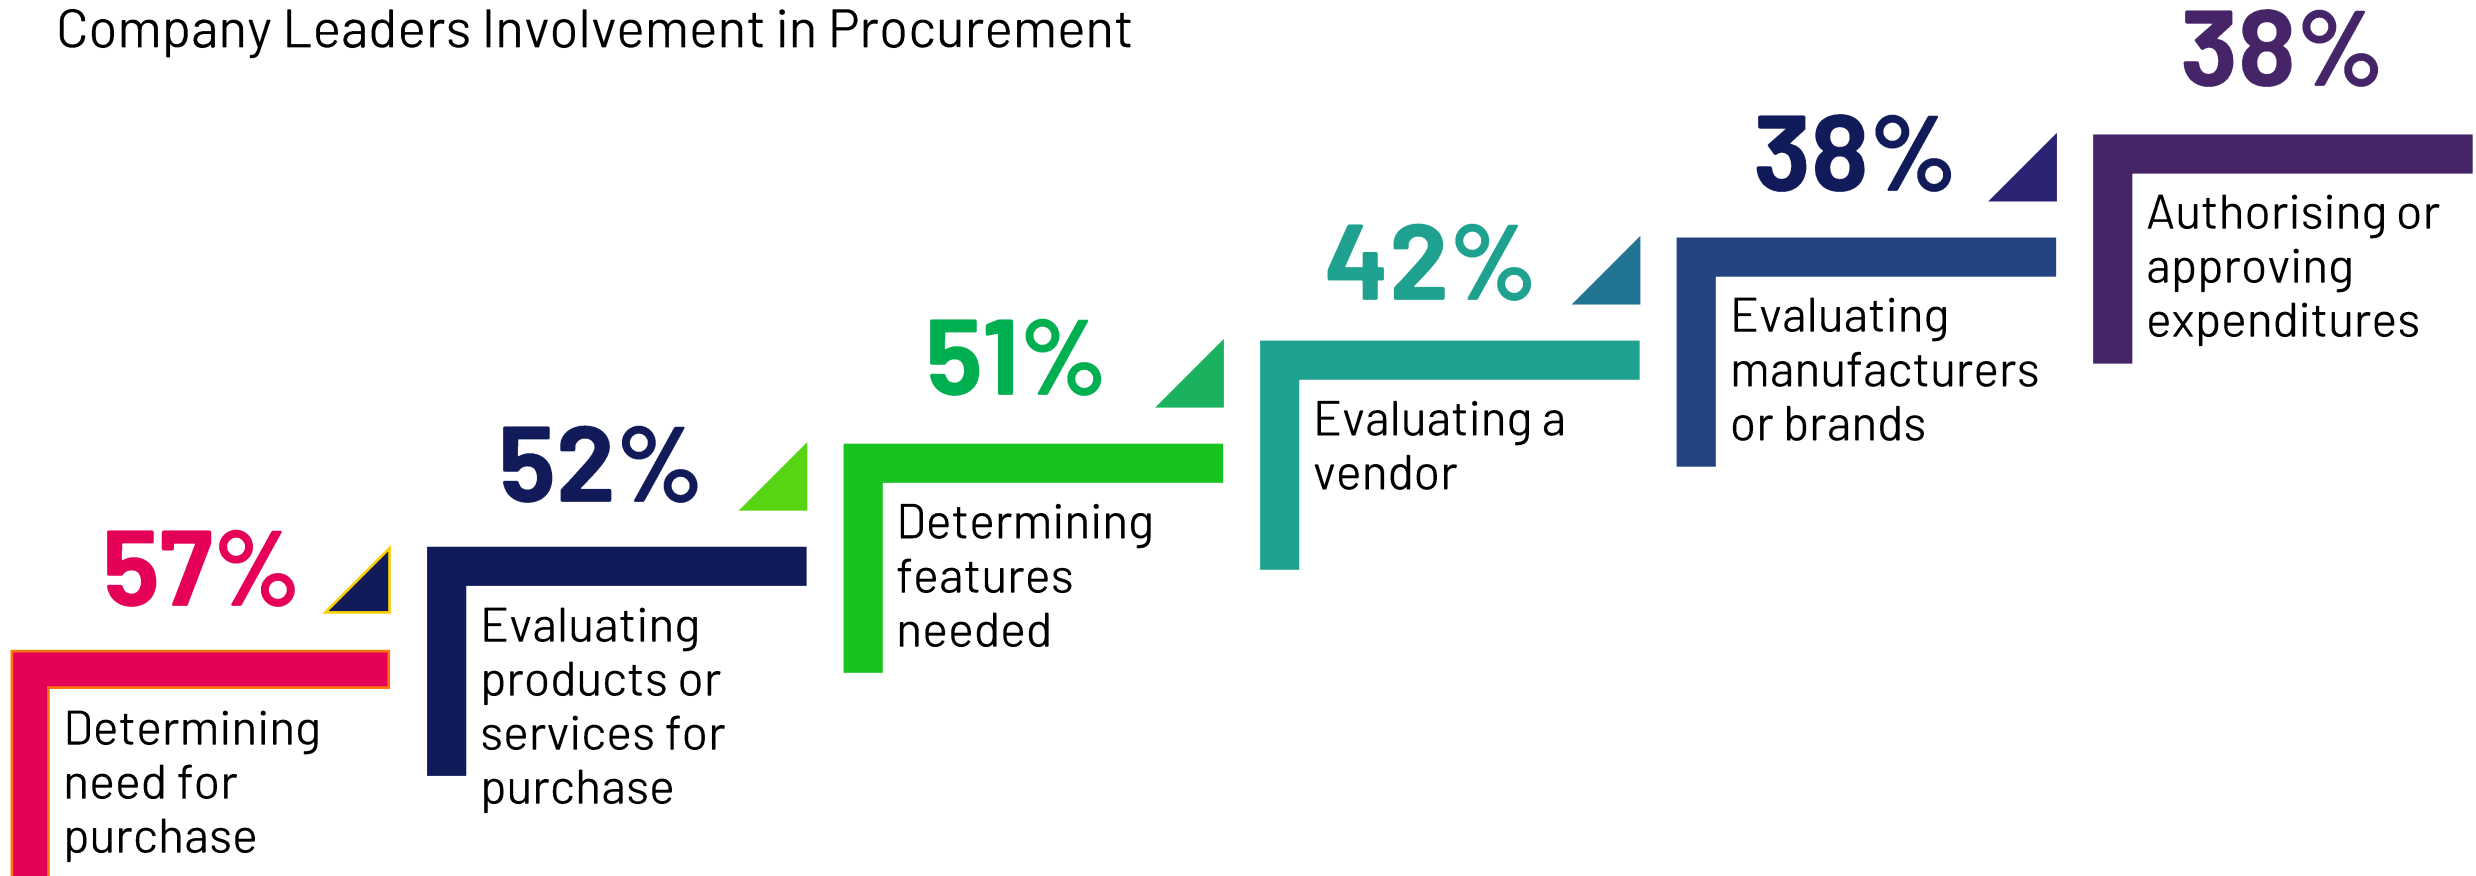 Company Leaders Involvement in Procurement
57%
Determining
need for
purchase
52%
Evaluating
products or
services for
purchase
51%
Determining
features
needed
42%
Evaluating a
vendor
38%
Evaluating
manufacturers
or brands
38%
Authorising or
approving
expenditures